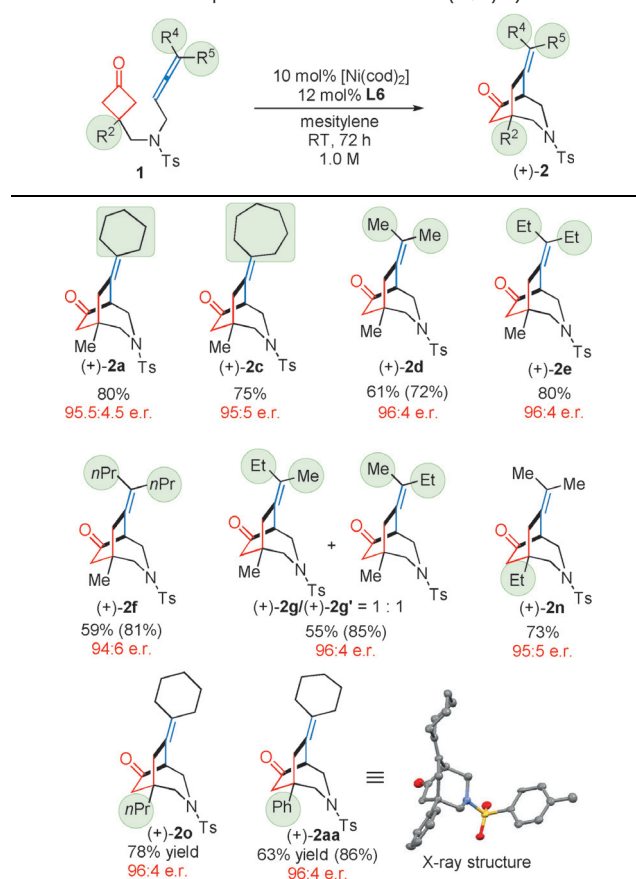 O
R2
N
Ts
R4
R5
1
10 mol% [Ni(cod)2]
12 mol% L6
mesitylene
RT, 72 h
1.0 M
R4
R5
O
R2
N
Ts
(+)-2
O
Me
N
Ts
(+)-2a
80%
95.5:4.5 e.r.
O
Me
N
Ts
(+)-2c
75%
95:5 e.r.
Me
Me
O
Me
N
Ts
(+)-2d
61% (72%)
96:4 e.r.
Et
Et
O
Me
N
Ts
(+)-2e
80%
96:4 e.r.
nPr
nPr
O
Me
N
Ts
(+)-2f
59% (81%)
94:6 e.r.
Et
Me
O
Me
N
Ts
+
Me
Et
O
Me
N
Ts
(+)-2g/(+)-2g' = 1 : 1
55% (85%)
96:4 e.r.
Me
Me
O
Et
N
Ts
(+)-2n
73%
95:5 e.r.
O
nPr
N
Ts
(+)-2o
78% yield
96:4 e.r.
O
Ph
N
Ts
(+)-2aa
63% yield (86%)
96:4 e.r.
≡
X-ray structure